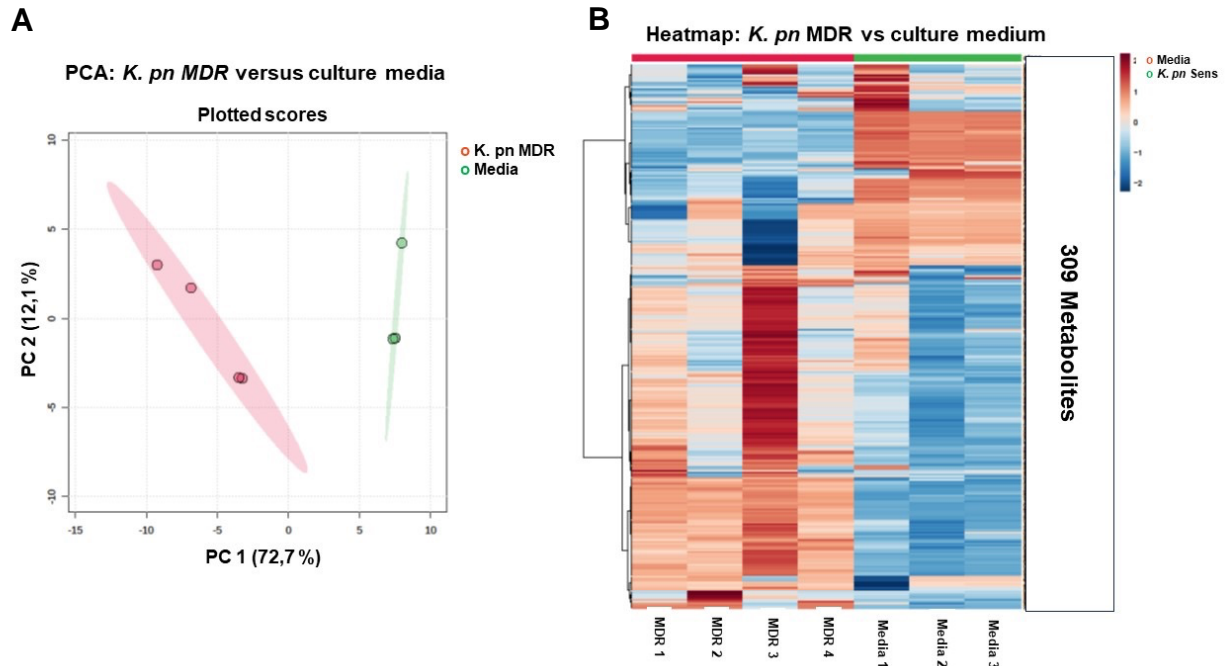 A
PCA: K. pn MDR versus culture media
Plotted scores
K. pn MDR
Media
10
5
0
-5
-10
PC 2 (12,1 %)
-15
-10
-5
0
5
10
PC 1 (72,7 %)
B
Heatmap: K. pn MDR vs culture medium
Media
K. pn Sens
1
0
-1
-2
309 Metabolites
MDR 1
MDR 2
MDR 3
MDR 4
Media 1
Media 2
Media 3